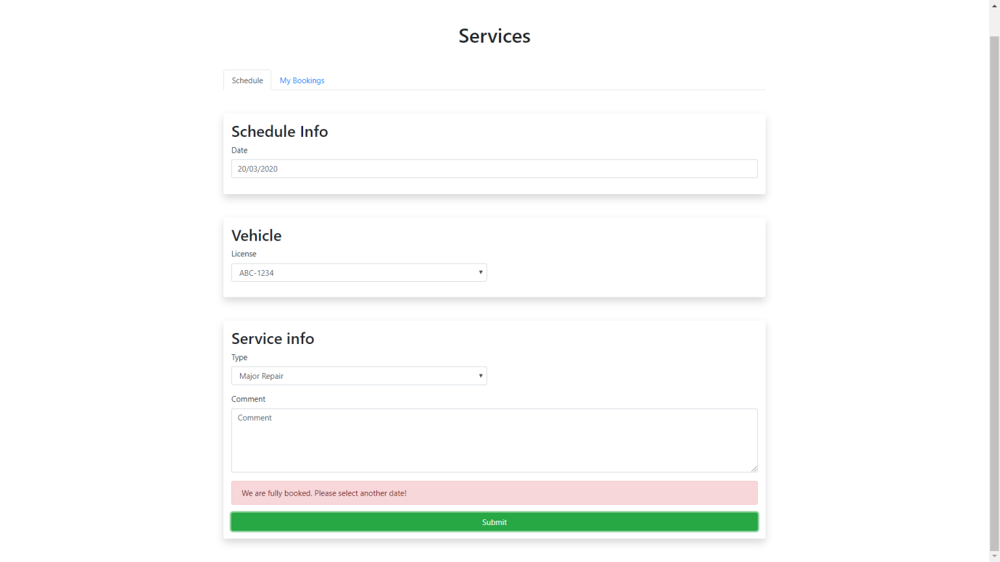 Services
Schedule
My Bookings
Schedule Info
Date
20/03/2020
Vehicle
License
ABC-1234
Service info
Type
Major Repair
Comment
Comment
We are fully booked. Please select another date!
Submit